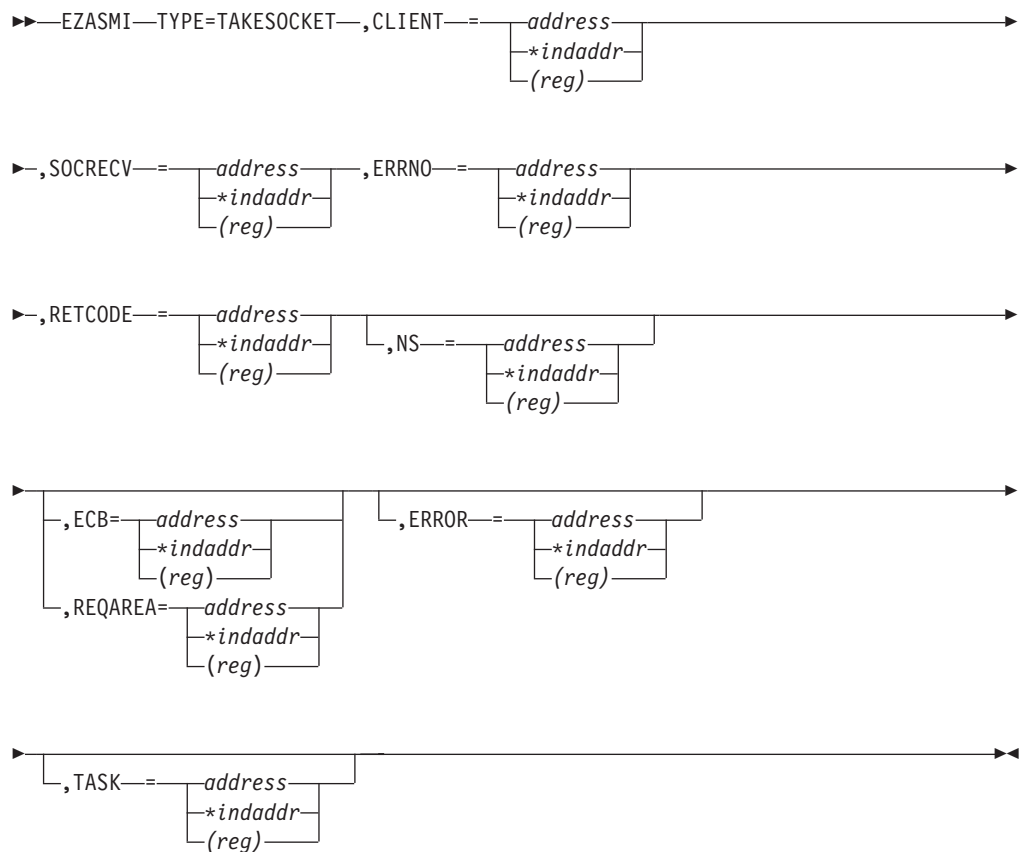 EZASMI TYPE=TAKESOCKET ,CLIENT = address
*indaddr
(reg)
,SOCRECV = address ,ERRNO = address
*indaddr *indaddr
(reg) (reg)
,RETCODE = address
*indaddr ,NS = address
(reg) *indaddr
(reg)
,ECB= address ,ERROR = address
*indaddr *indaddr
(reg) (reg)
,REQAREA= address
*indaddr
(reg)
,TASK = address
*indaddr
(reg)